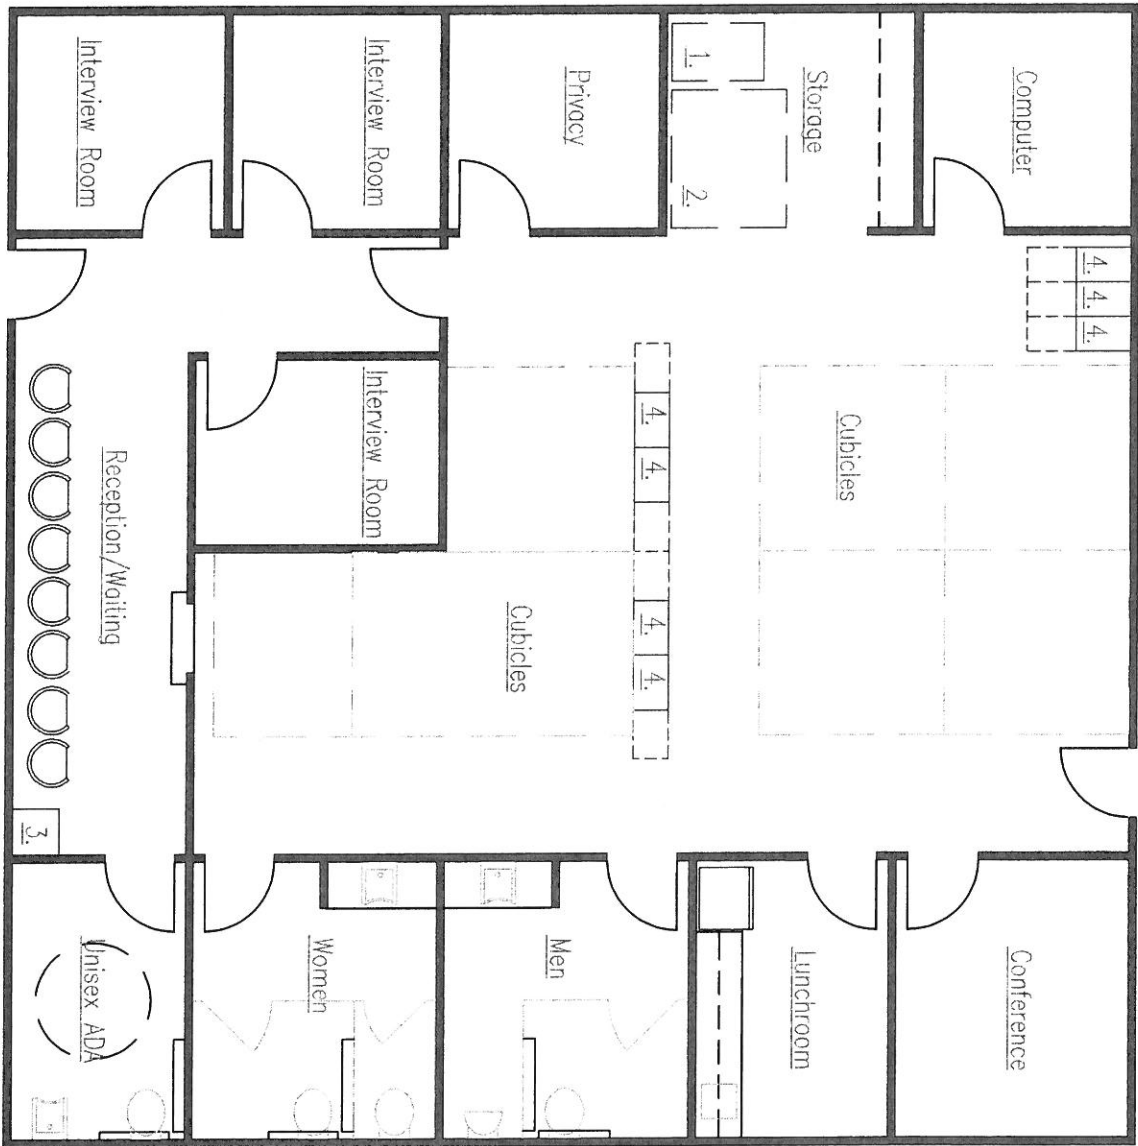 Interview Room
Interview Room
Privacy
1.
Storage
2.
Computer
4.
4.
4.
Interview Room
4.
4.
Cubicles
Reception/Waiting
Cubicles
4.
4.
3.
Unisex ADA
Women
Men
Lunchroom
Conference